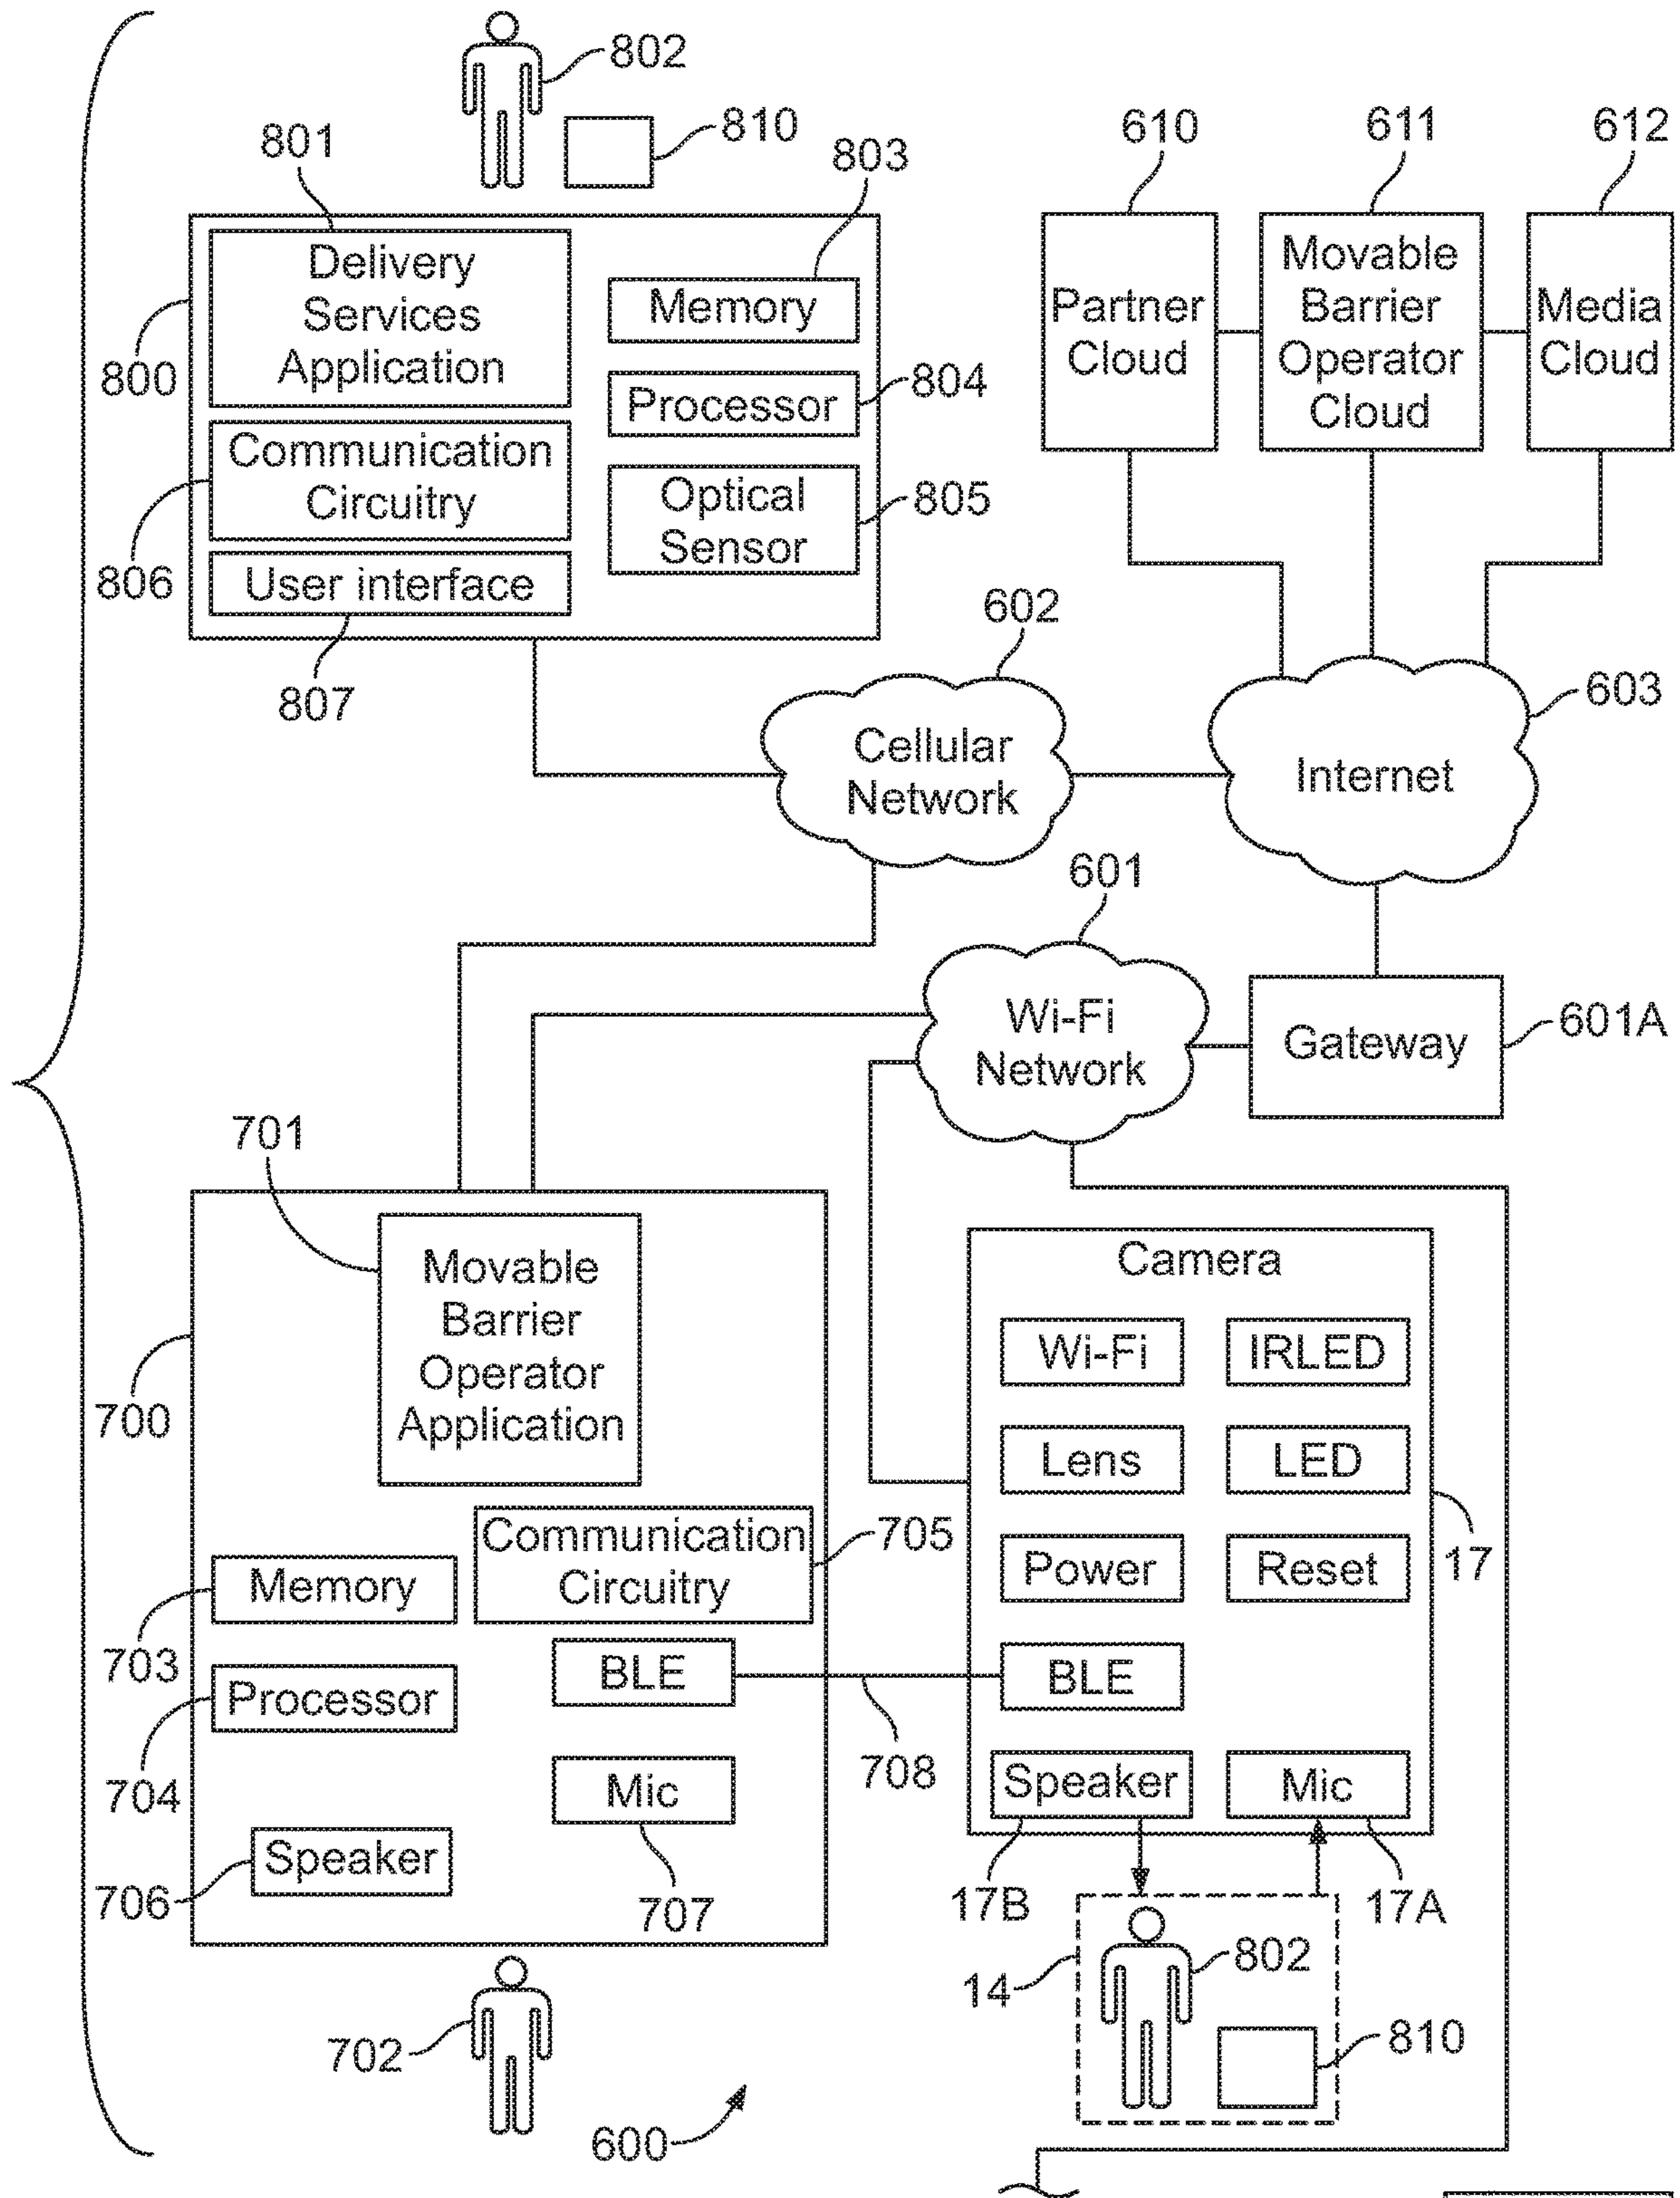 802
810
801
803
610
611
612
Delivery
Services
Application
Memory
800
Processor
804
Communication
Circuitry
Optical
Sensor
805
806
User interface
807
Partner
Cloud
Movable
Barrier
Operator
Cloud
Media
Cloud
602
603
Cellular
Network
Internet
601
Wi-Fi
Network
Gateway
601A
701
Movable
Barrier
Operator
Application
700
Communication
Circuitry
705
Memory
703
BLE
Processor
704
708
Mic
707
Speaker
706
Camera
Wi-Fi
IRLED
Lens
LED
Power
Reset
17
BLE
Speaker
Mic
17B
17A
14
802
810
702
600